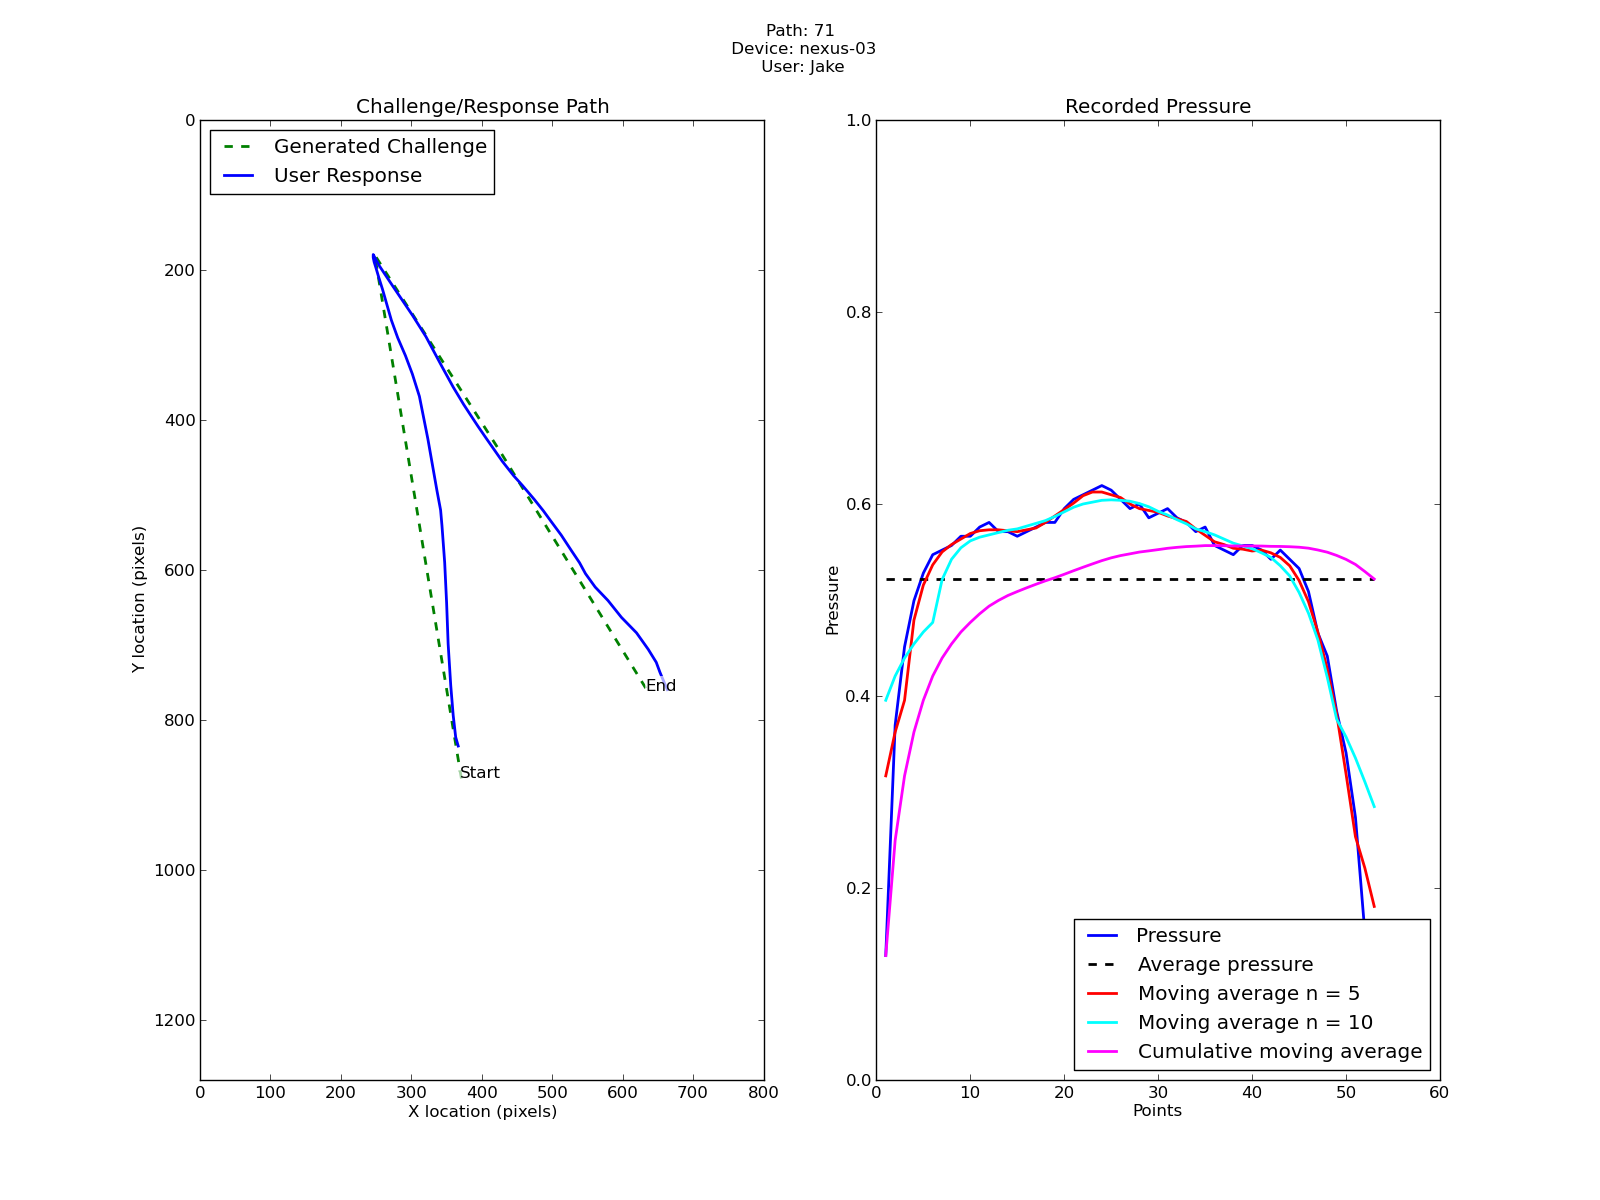 Path: 71
Device: nexus-03
User: Jake
Challenge/Response Path
Generated Challenge
User Response
0
200
400
600
800
1000
1200
Y location (pixels)
Start
End
0 100 200 300 400 500 600 700 800
X location (pixels)
Recorded Pressure
1.0
0.8
0.6
0.4
0.2
0.0
Pressure
Pressure
Average pressure
Moving average n = 5
Moving average n = 10
Cumulative moving average
0 10 20 30 40 50 60
Points